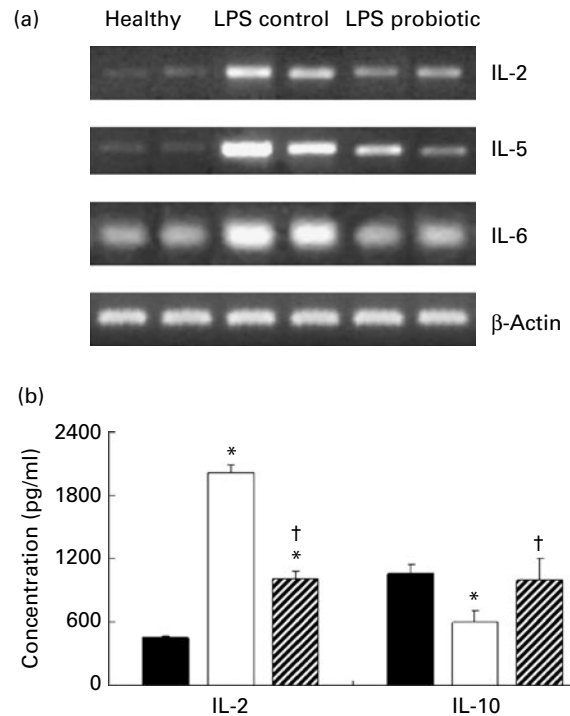 (a) Healthy LPS control LPS probiotic
IL-2
IL-5
IL-6
β-Actin
(b)
Concentration (pg/ml)
2400
1800
1200
600
0
*
†
*
*
†
IL-2 IL-10